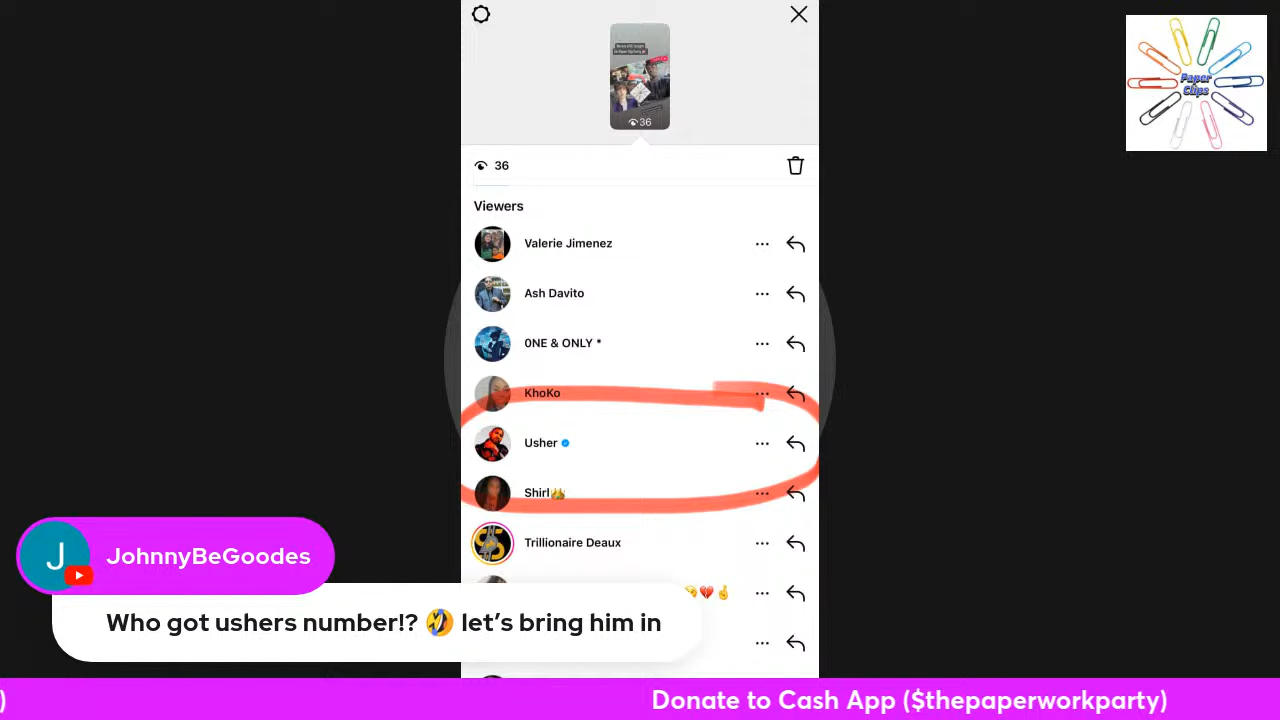 Paper
Clips
36
36
Viewers
Valerie Jimenez
Ash Davito
0NE & ONLY *
KhoKo
Usher
Shirl👑
Trillionaire Deaux
J
JohnnyBeGoodes
Who got ushers number!? 🤣 let’s bring him in
)
Donate to Cash App ($thepaperworkparty)